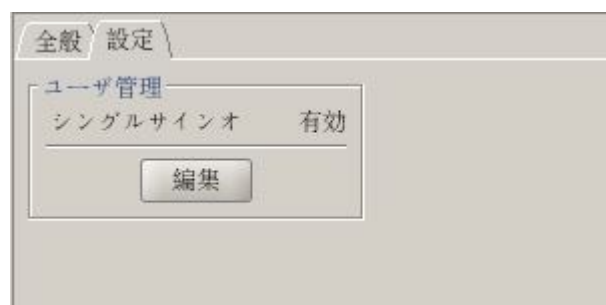 全般 設定
ユーザ管理
シングルサインオ 有効
編集